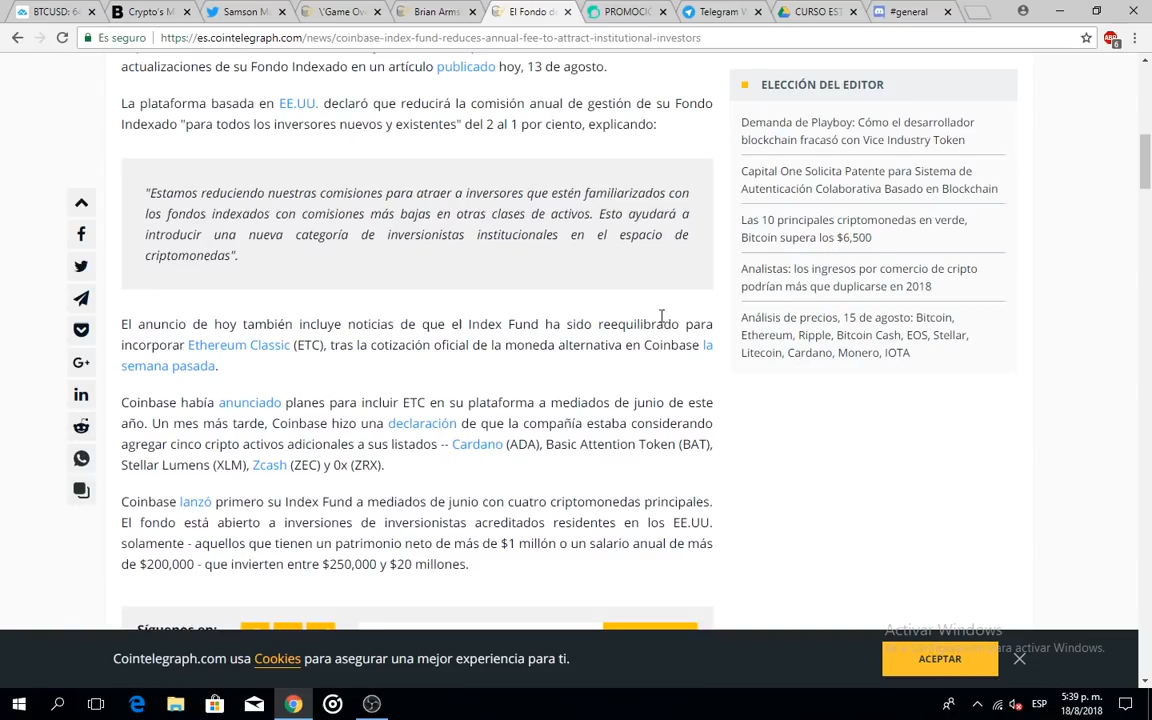 BTCUSD: 64
Crypto's M
Samson M
\'Game Ov
Brian Arms
El Fondo d
PROMOCIÓ
Telegram W
CURSO EST
#general
Es seguro
https://es.cointelegraph.com/news/coinbase-index-fund-reduces-annual-fee-to-attract-institutional-investors
ABP
6
actualizaciones de su Fondo Indexado en un artículo publicado hoy, 13 de agosto.
La plataforma basada en EE.UU. declaró que reducirá la comisión anual de gestión de su Fondo
Indexado "para todos los inversores nuevos y existentes" del 2 al 1 por ciento, explicando:
"Estamos reduciendo nuestras comisiones para atraer a inversores que estén familiarizados con
los fondos indexados con comisiones más bajas en otras clases de activos. Esto ayudará a
introducir una nueva categoría de inversionistas institucionales en el espacio de
criptomonedas".
El anuncio de hoy también incluye noticias de que el Index Fund ha sido reequilibrado para
incorporar Ethereum Classic (ETC), tras la cotización oficial de la moneda alternativa en Coinbase la
semana pasada.
Coinbase había anunciado planes para incluir ETC en su plataforma a mediados de junio de este
año. Un mes más tarde, Coinbase hizo una declaración de que la compañía estaba considerando
agregar cinco cripto activos adicionales a sus listados -- Cardano (ADA), Basic Attention Token (BAT),
Stellar Lumens (XLM), Zcash (ZEC) y 0x (ZRX).
Coinbase lanzó primero su Index Fund a mediados de junio con cuatro criptomonedas principales.
El fondo está abierto a inversiones de inversionistas acreditados residentes en los EE.UU.
solamente - aquellos que tienen un patrimonio neto de más de $1 millón o un salario anual de más
de $200,000 - que invierten entre $250,000 y $20 millones.
ELECCIÓN DEL EDITOR
Demanda de Playboy: Cómo el desarrollador
blockchain fracasó con Vice Industry Token
Capital One Solicita Patente para Sistema de
Autenticación Colaborativa Basado en Blockchain
Las 10 principales criptomonedas en verde,
Bitcoin supera los $6,500
Analistas: los ingresos por comercio de cripto
podrían más que duplicarse en 2018
Análisis de precios, 15 de agosto: Bitcoin,
Ethereum, Ripple, Bitcoin Cash, EOS, Stellar,
Litecoin, Cardano, Monero, IOTA
Síguenos en:
Activar Windows
para activar Windows.
Cointelegraph.com usa Cookies para asegurar una mejor experiencia para ti.
ACEPTAR
ESP
5:39 p. m.
18/8/2018